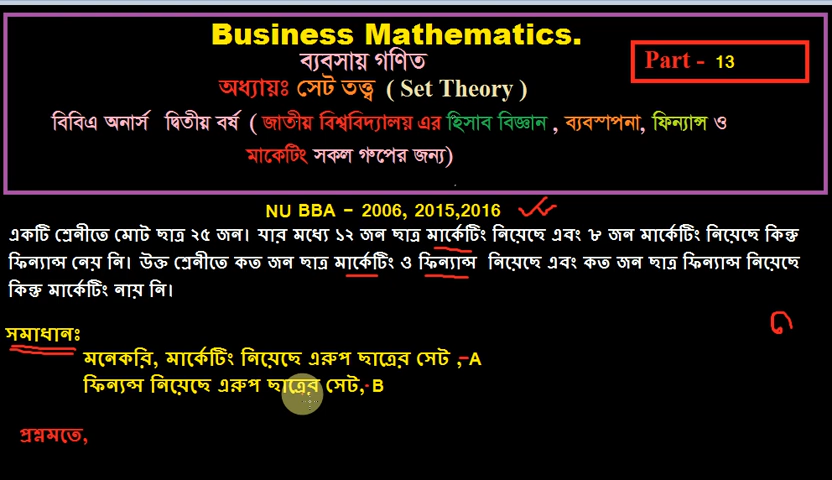 Business Mathematics.
ব্যবসায় গণিত
Part - 13
অধ্যায়ঃ সেট তত্ত্ব ( Set Theory )
বিবিএ অনার্স দ্বিতীয় বর্ষ ( জাতীয় বিশ্ববিদ্যালয় এর হিসাব বিজ্ঞান , ব্যবস্পনা, ফিন্যান্স ও
মাকেটিং সকল গরুপের জন্য)
NU BBA – 2006, 2015,2016
একটি শ্রেনীতে মোট ছাত্র ২৫ জন। যার মধ্যে ১২ জন ছাত্র মার্কেটিং নিয়েছে এবং ৮ জন মার্কেটিং নিয়েছে কিন্তু
ফিন্যান্স নেয় নি। উক্ত শ্রেনীতে কত জন ছাত্র মার্কেটিং ও ফিন্যান্স নিয়েছে এবং কত জন ছাত্র ফিন্যান্স নিয়েছে
কিন্তু মার্কেটিং নায় নি।
সমাধানঃ
মনেকরি, মার্কেটিং নিয়েছে এরুপ ছাত্রের সেট ,-A
ফিন্যন্স নিয়েছে এরুপ ছাত্রের সেট, B
প্রশ্নমতে,